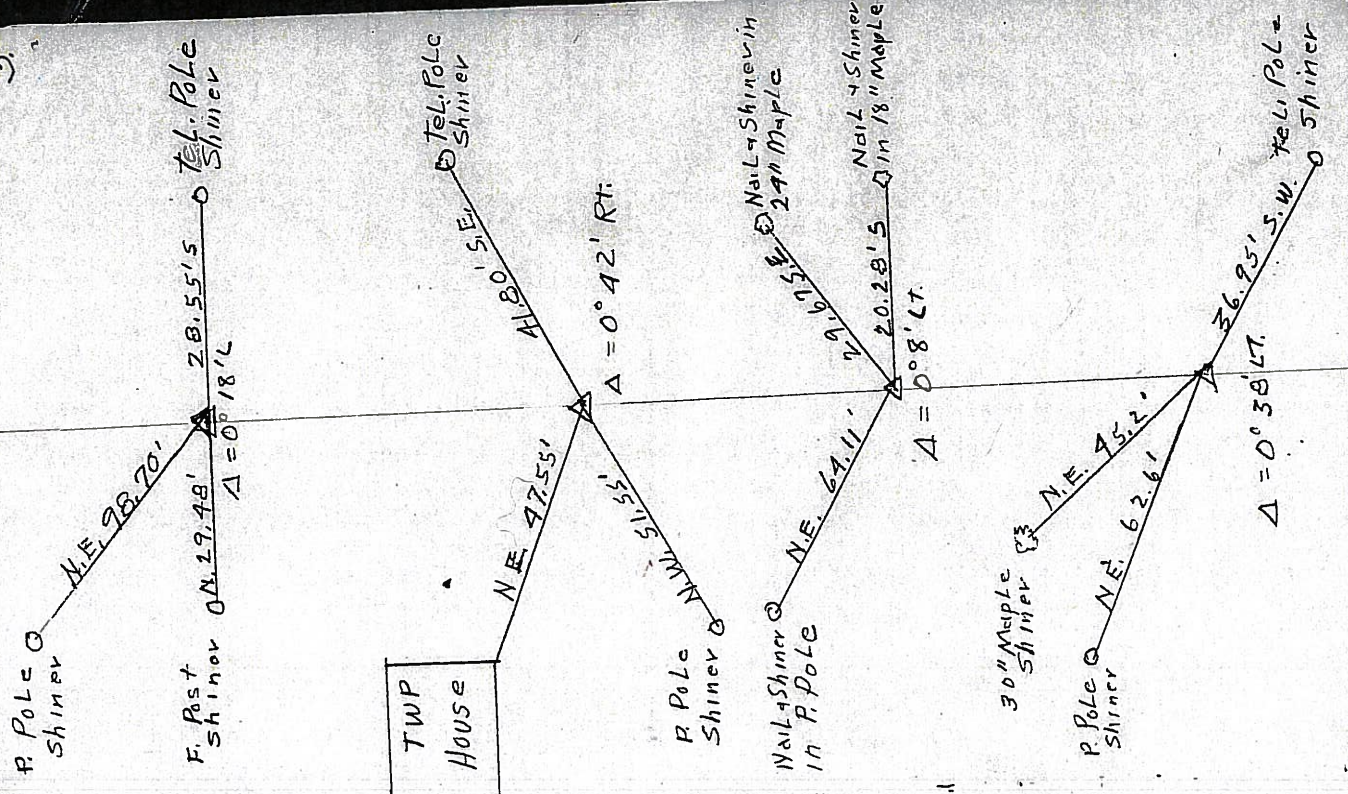 P. Pole
Shiner
N.E. 98.70'
Tel. Pole
Shiner
F. Post
Shiner
N. 29.48'
28.55' S
Δ = 0° 18' L
Tel. Pole
Shiner
41.80' S.E.
Δ = 0° 42' Rt.
TWP
House
N E 47.55'
N.W. 51.55'
P. Pole
Shiner
Nail & Shiner in
24" Maple
29.67 S.E.
Nail & Shiner
in 18" Maple
20.28' S
Δ = 0° 8' Lt.
Nail & Shiner
in P. Pole
N.E. 64.11'
30" Maple
Shiner
N.E. 45.2'
P. Pole
Shiner
N.E. 62.6'
Tel. Pole
Shiner
36.95' S.W.
Δ = 0° 38' LT.